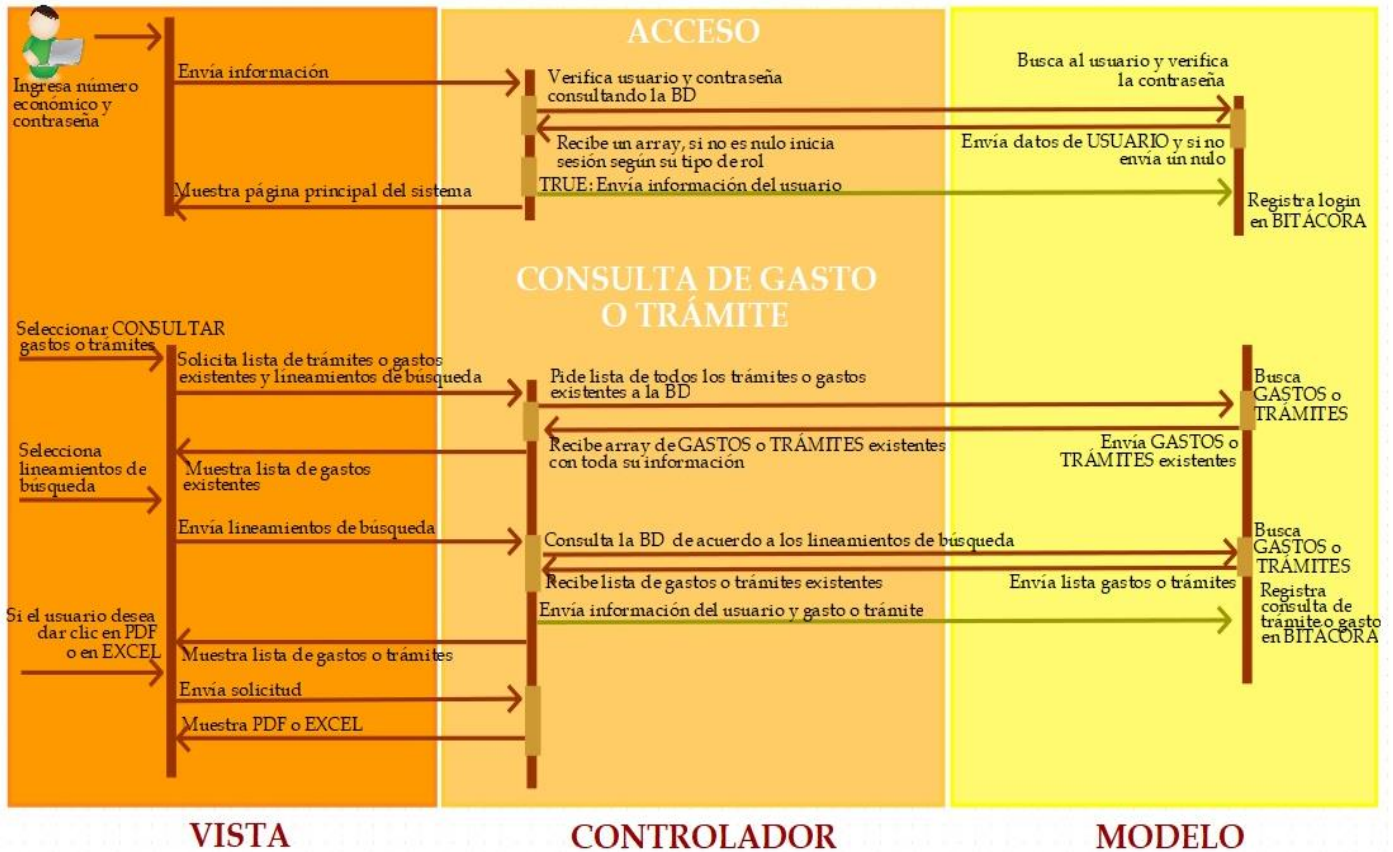 ACCESO
Ingresa número
económico y
contraseña
Envía información
Verifica usuario y contraseña
consultando la BD
Busca al usuario y verifica
la contraseña
Recibe un array, si no es nulo inicia
sesión según su tipo de rol
Envía datos de USUARIO y si no
envía un nulo
TRUE: Envía información del usuario
Muestra página principal del sistema
Registra login
en BITÁCORA
CONSULTA DE GASTO
O TRÁMITE
Seleccionar CONSULTAR
gastos o trámites
Solicita lista de trámites o gastos
existentes y lineamientos de búsqueda
Pide lista de todos los trámites o gastos
existentes a la BD
Busca
GASTOS o
TRÁMITES
Recibe array de GASTOS o TRÁMITES existentes
con toda su información
Envía GASTOS o
TRÁMITES existentes
Muestra lista de gastos
existentes
Selecciona
lineamientos de
búsqueda
Envía lineamientos de búsqueda
Consulta la BD de acuerdo a los lineamientos de búsqueda
Busca
GASTOS o
TRÁMITES
Recibe lista de gastos o trámites existentes
Envía lista gastos o trámites
Envía información del usuario y gasto o trámite
Registra
consulta de
trámite o gasto
en BITÁCORA
Muestra lista de gastos o trámites
Si el usuario desea
dar clic en PDF
o en EXCEL
Envía solicitud
Muestra PDF o EXCEL
VISTA
CONTROLADOR
MODELO